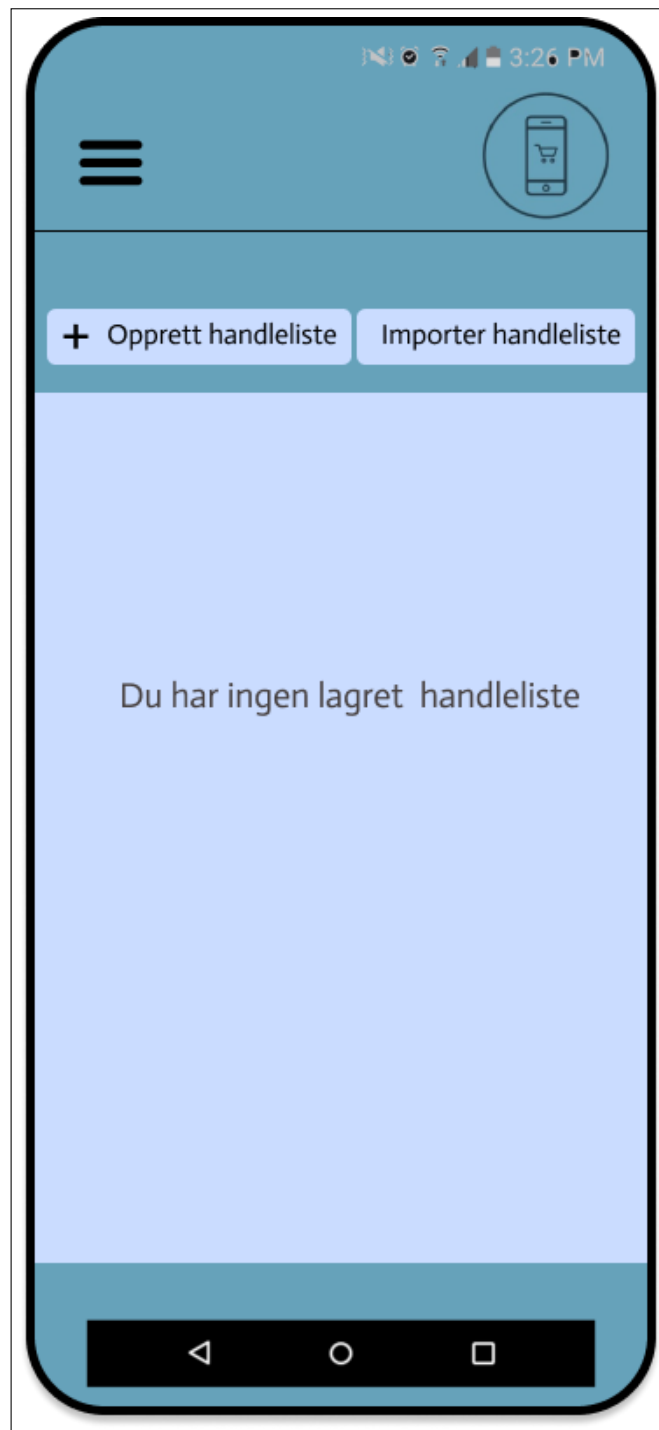 3:26 PM
Opprett handleliste
Importer handleliste
Du har ingen lagret  handleliste